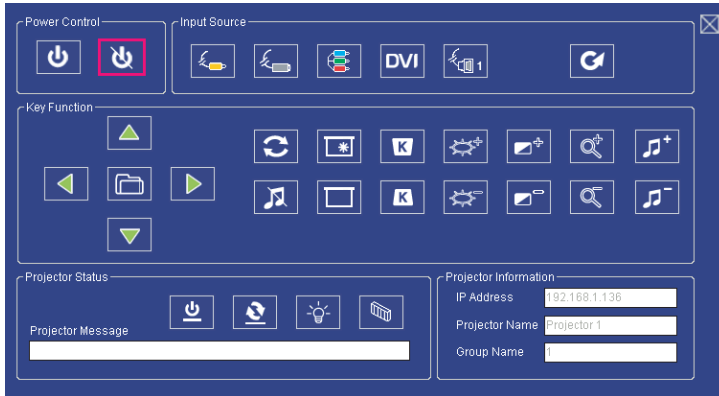 Power Control
Input Source
DVI
1
Key Function
K
K
Projector Status
Projector Message
Projector Information
IP Address 192.168.1.136
Projector Name Projector 1
Group Name 1